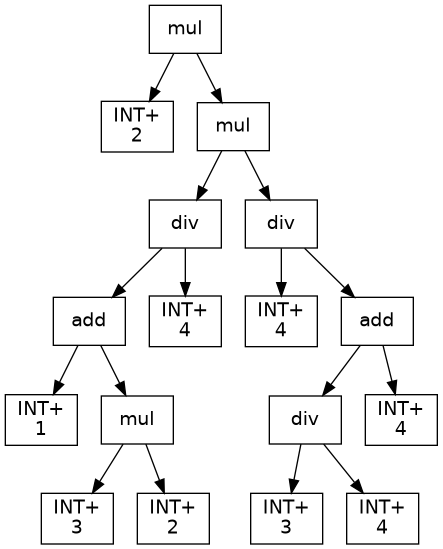 mul
INT+
2
mul
div
div
add
INT+
4
INT+
4
add
INT+
1
mul
div
INT+
4
INT+
3
INT+
2
INT+
3
INT+
4